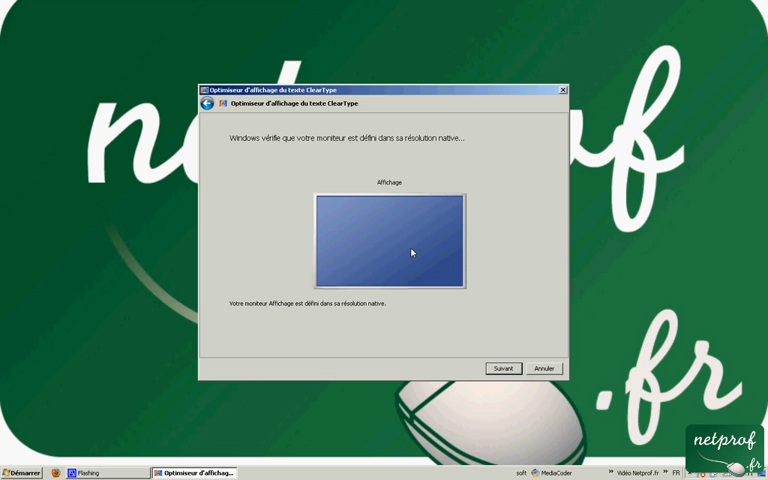 Optimiseur d'affichage du texte ClearType
Optimiseur d'affichage du texte ClearType
Windows vérifie que votre moniteur est défini dans sa résolution native...
Affichage
Votre moniteur Affichage est défini dans sa résolution native.
Suivant
Annuler
.fr
netprof
.fr
Démarrer
Flashing
Optimiseur d'affichag...
soft
MediaCoder
»
Vidéo Netprof.fr
»
FR